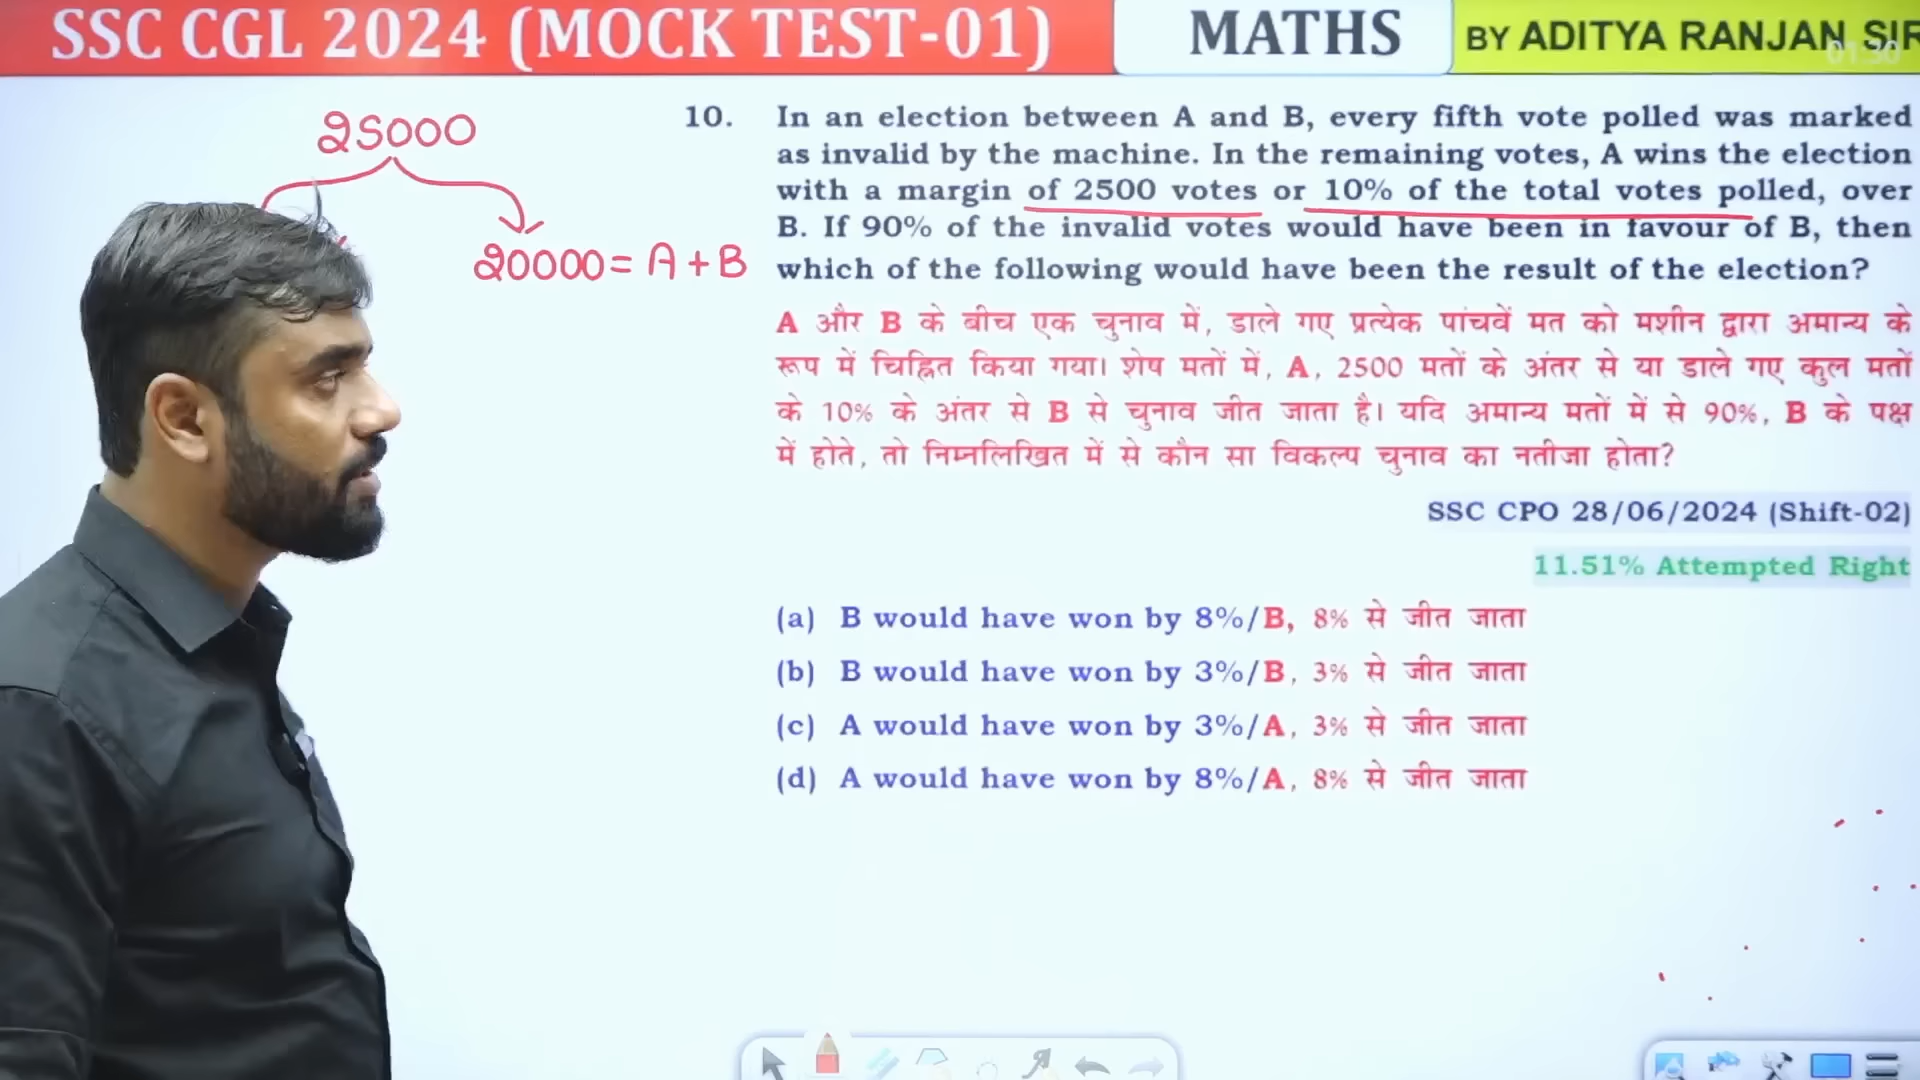 SSC CGL 2024 (MOCK TEST-01)
MATHS
BY ADITYA RANJAN SIR
01:30
25000
20000 = A + B
10. In an election between A and B, every fifth vote polled was marked
as invalid by the machine. In the remaining votes, A wins the election
with a margin of 2500 votes or 10% of the total votes polled, over
B. If 90% of the invalid votes would have been in favour of B, then
which of the following would have been the result of the election?
A और B के बीच एक चुनाव में, डाले गए प्रत्येक पांचवें मत को मशीन द्वारा अमान्य के
रूप में चिह्नित किया गया। शेष मतों में, A, 2500 मतों के अंतर से या डाले गए कुल मतों
के 10% के अंतर से B से चुनाव जीत जाता है। यदि अमान्य मतों में से 90%, B के पक्ष
में होते, तो निम्नलिखित में से कौन सा विकल्प चुनाव का नतीजा होता?
SSC CPO 28/06/2024 (Shift-02)
11.51% Attempted Right
(a) B would have won by 8%/B, 8% से जीत जाता
(b) B would have won by 3%/B, 3% से जीत जाता
(c) A would have won by 3%/A, 3% से जीत जाता
(d) A would have won by 8%/A, 8% से जीत जाता